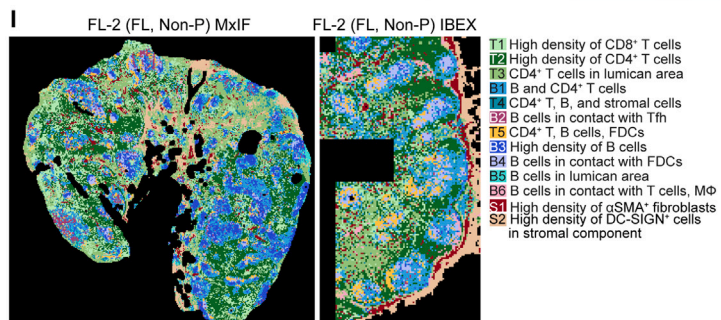 I
FL-2 (FL, Non-P) MxIF
FL-2 (FL, Non-P) IBEX
T1 High density of CD8⁺ T cells
T2 High density of CD4⁺ T cells
T3 CD4⁺ T cells in lumican area
B1 B and CD4⁺ T cells
T4 CD4⁺ T, B, and stromal cells
B2 B cells in contact with Tfh
T5 CD4⁺ T, B cells, FDCs
B3 High density of B cells
B4 B cells in contact with FDCs
B5 B cells in lumican area
B6 B cells in contact with T cells, MΦ
S1 High density of αSMA⁺ fibroblasts
S2 High density of DC-SIGN⁺ cells
in stromal component